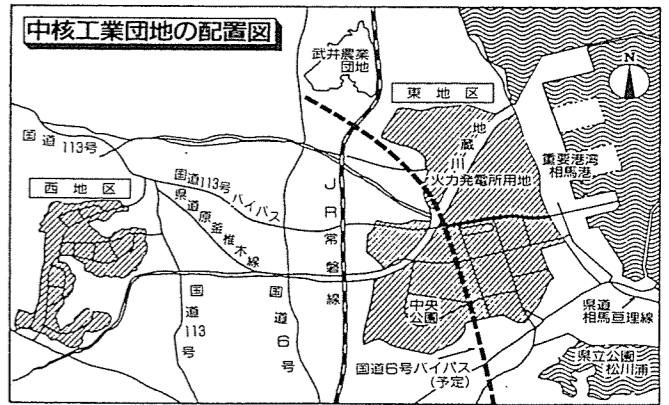 中核工業団地の配置図
武井農業
団地
東地区
N
国道113号
地蔵川
火力発電所用地
重要港湾
相馬港
西地区
国道113号バイパス
県道原釜椎木線
JR常磐線
国道113号
国道6号
中央
公園
県道
相馬亘理線
国道6号バイパス
(予定)
県立公園
松川浦